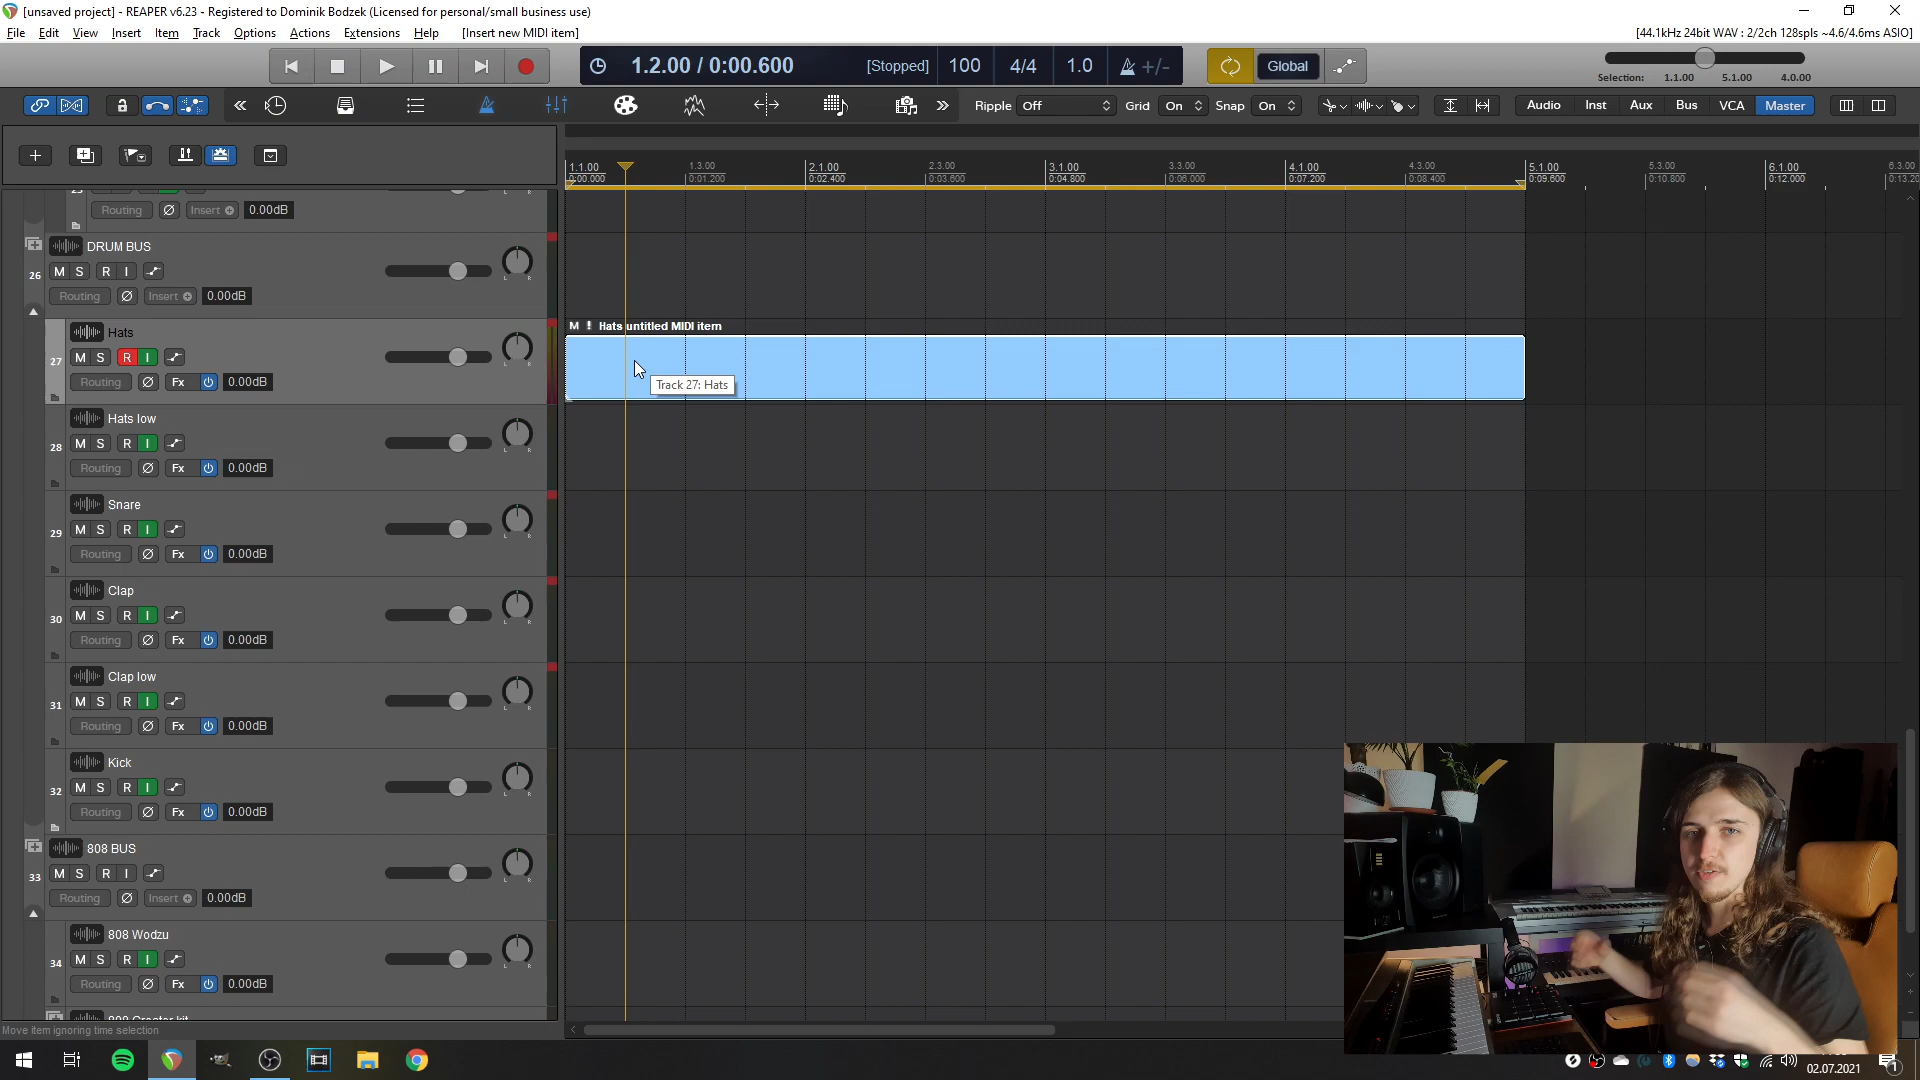 [unsaved project] - REAPER v6.23 - Registered to Dominik Bodzek (Licensed for personal/small business use)
File Edit View Insert Item Track Options Actions Extensions Help [Insert new MIDI item]
[44.1kHz 24bit WAV : 2/2ch 128spls ~4.6/4.6ms ASIO]
1.2.00 / 0:00.600 [Stopped] 100 4/4 1.0 +/- Global
Selection: 1.1.00 5.1.00 4.0.00
Ripple Off Grid On Snap On Audio Inst Aux Bus VCA Master
1.1.00 1.3.00 2.1.00 2.3.00 3.1.00 3.3.00 4.1.00 4.3.00 5.1.00 5.3.00 6.1.00 6.3.00
0:00.000 0:01.200 0:02.400 0:03.600 0:04.800 0:06.000 0:07.200 0:08.400 0:09.600 0:10.800 0:12.000 0:13.20
Routing Ø Insert 0.00dB
DRUM BUS
26 M S R I
L R
Routing Ø Insert 0.00dB
M Hats untitled MIDI item
Hats
27 M S R I
L R
Routing Ø Fx 0.00dB
Track 27: Hats
Hats low
28 M S R I
L R
Routing Ø Fx 0.00dB
Snare
29 M S R I
L R
Routing Ø Fx 0.00dB
Clap
30 M S R I
L R
Routing Ø Fx 0.00dB
Clap low
31 M S R I
L R
Routing Ø Fx 0.00dB
Kick
32 M S R I
L R
Routing Ø Fx 0.00dB
808 BUS
33 M S R I
L R
Routing Ø Insert 0.00dB
808 Wodzu
34 M S R I
L R
Routing Ø Fx 0.00dB
808 Creator kit
Move item ignoring time selection
1
02.07.2021